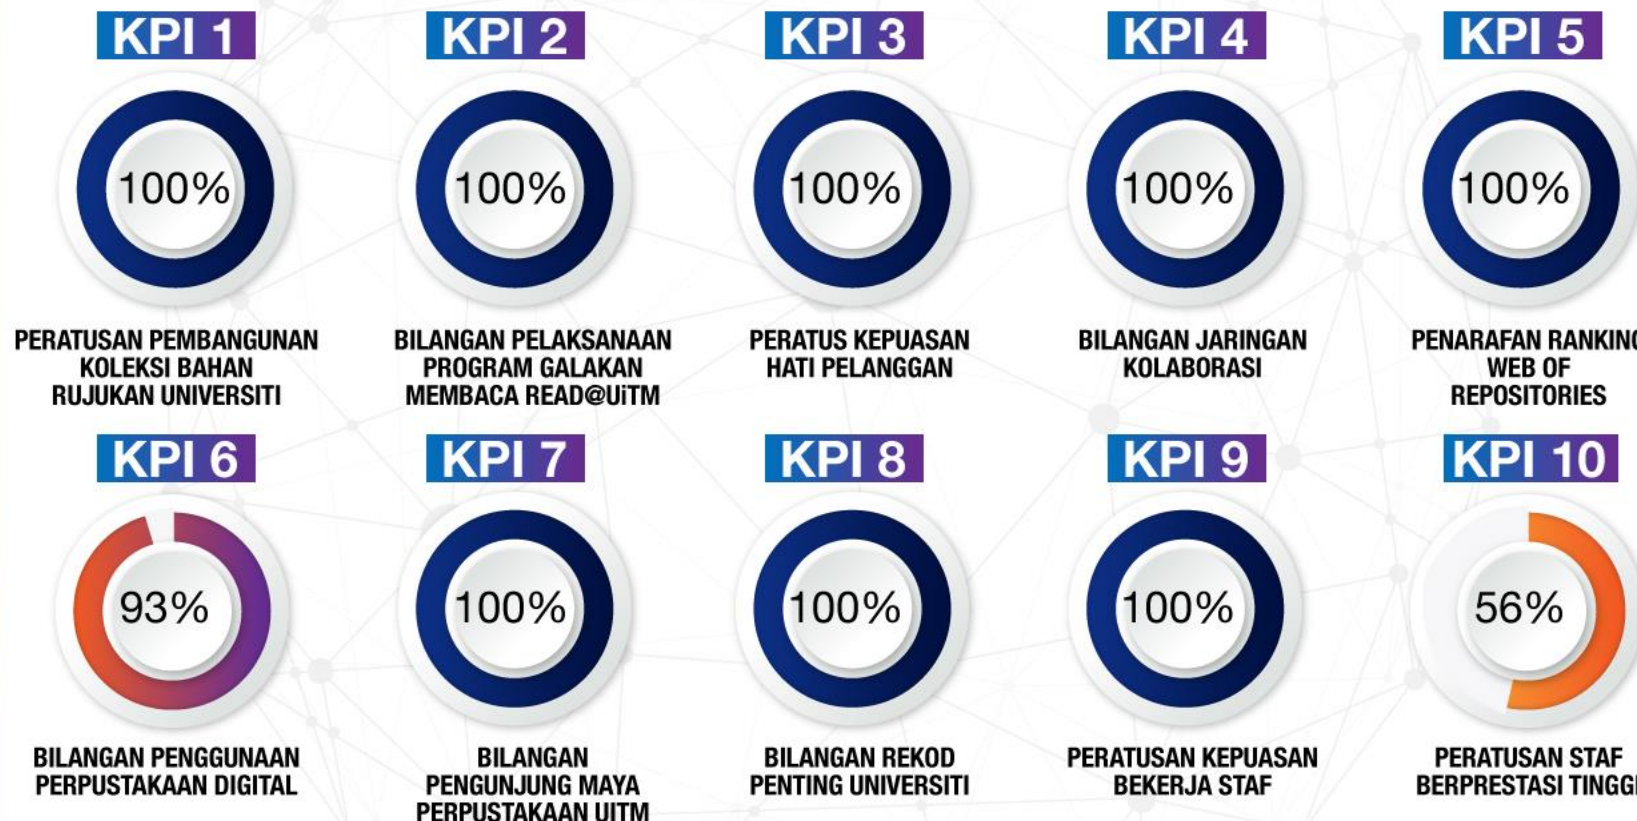 KPI 1
100%
PERATUSAN PEMBANGUNAN
KOLEKSI BAHAN
RUJUKAN UNIVERSITI
KPI 2
100%
BILANGAN PELAKSANAAN
PROGRAM GALAKAN
MEMBACA READ@UiTM
KPI 3
100%
PERATUS KEPUASAN
HATI PELANGGAN
KPI 4
100%
BILANGAN JARINGAN
KOLABORASI
KPI 5
100%
PENARAFAN RANKING
WEB OF
REPOSITORIES
KPI 6
93%
BILANGAN PENGGUNAAN
PERPUSTAKAAN DIGITAL
KPI 7
100%
BILANGAN
PENGUNJUNG MAYA
PERPUSTAKAAN UITM
KPI 8
100%
BILANGAN REKOD
PENTING UNIVERSITI
KPI 9
100%
PERATUSAN KEPUASAN
BEKERJA STAF
KPI 10
56%
PERATUSAN STAF
BERPRESTASI TINGGI